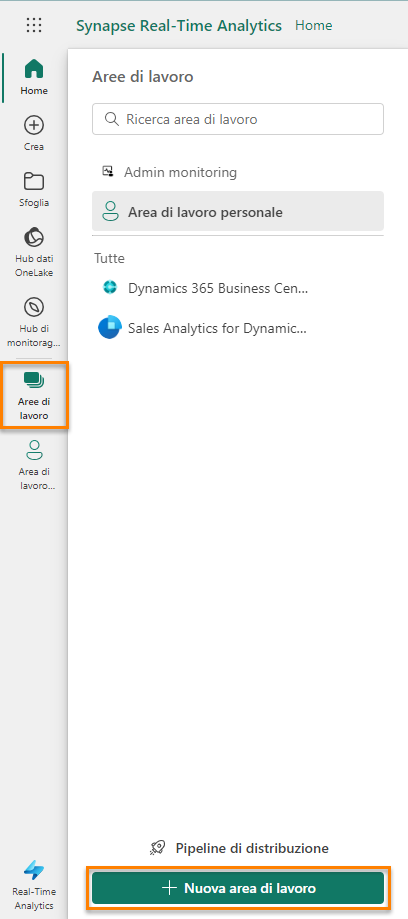 Synapse Real-Time Analytics Home
Home
Crea
Sfoglia
Hub dati
OneLake
Hub di
monitorag...
Aree di
lavoro
Area di
lavoro...
Real-Time
Analytics
Aree di lavoro
Ricerca area di lavoro
Admin monitoring
Area di lavoro personale
Tutte
Dynamics 365 Business Cen...
Sales Analytics for Dynamic...
Pipeline di distribuzione
Nuova area di lavoro